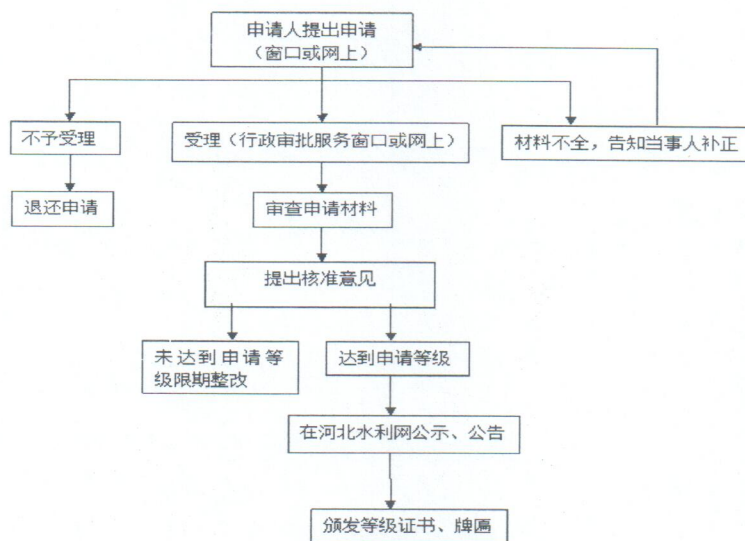 申请人提出申请
（窗口或网上）
不予受理
受理（行政审批服务窗口或网上）
材料不全，告知当事人补正
退还申请
审查申请材料
提出核准意见
未达到申请等
级限期整改
达到申请等级
在河北水利网公示、公告
颁发等级证书、牌匾